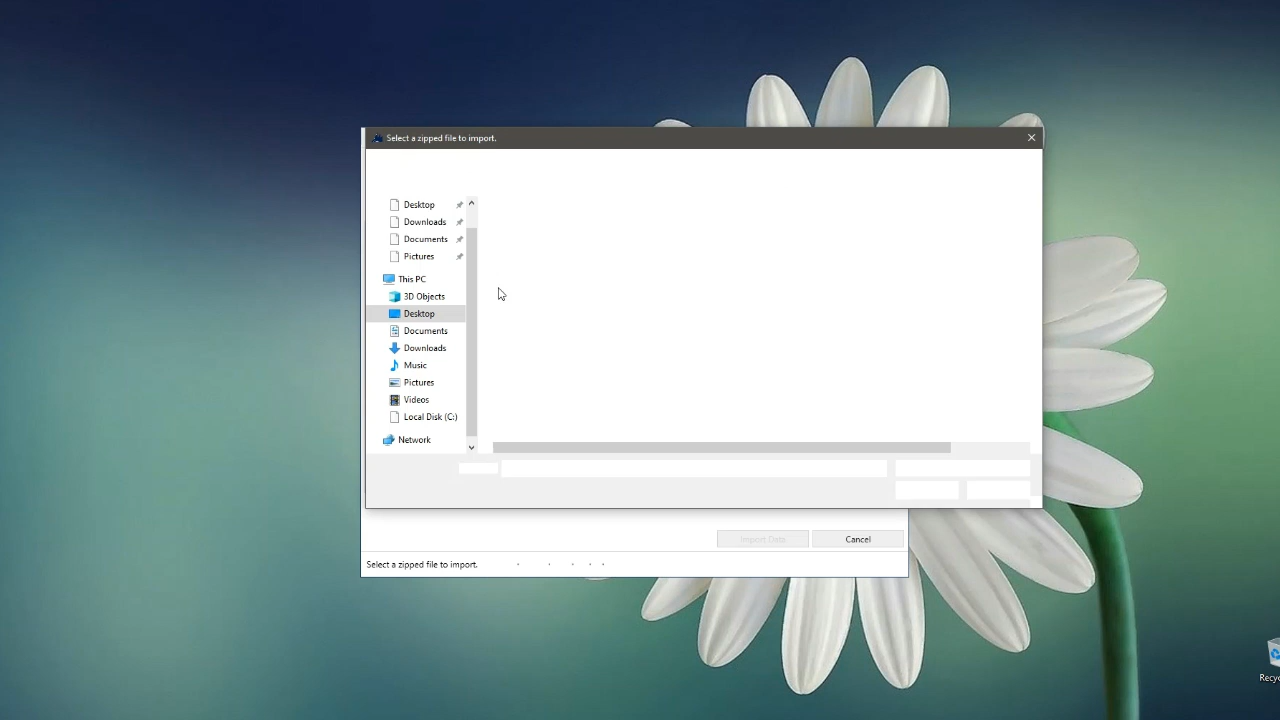 Select a zipped file to import.
Desktop
Downloads
Documents
Pictures
This PC
3D Objects
Desktop
Documents
Downloads
Music
Pictures
Videos
Local Disk (C:)
Network
Import Data
Cancel
Select a zipped file to import.